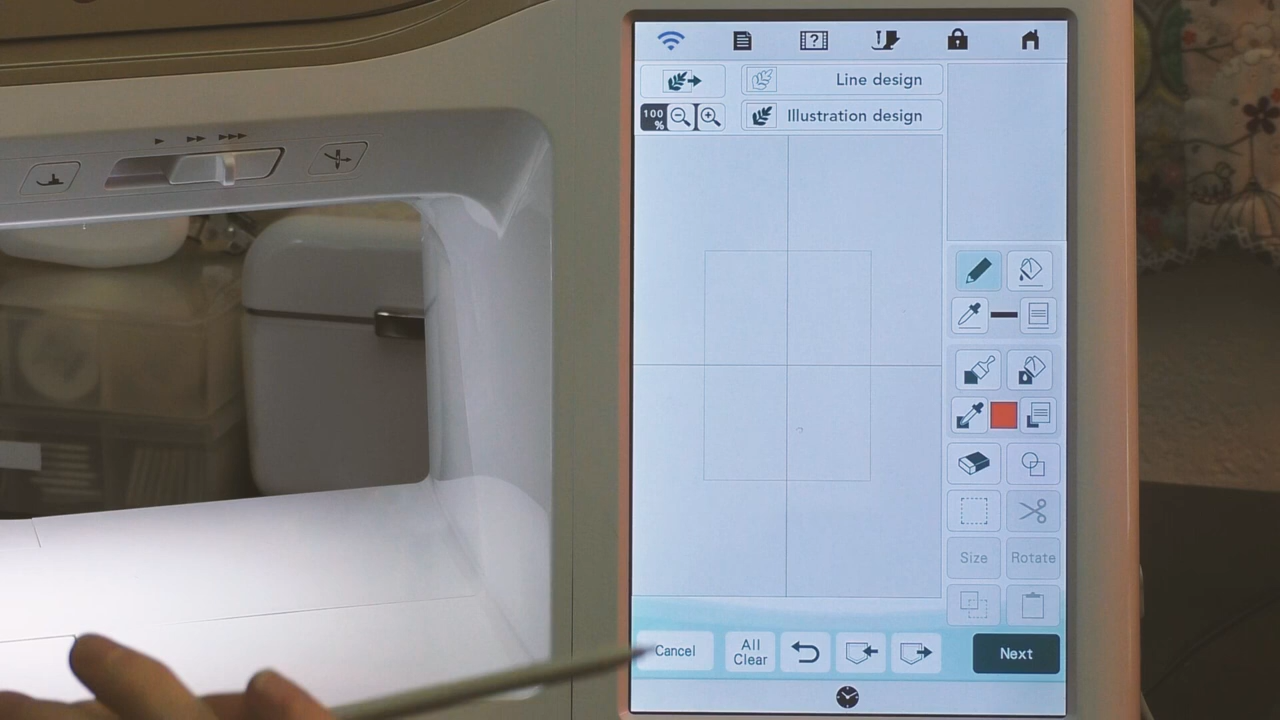 ?
Line design
100
%
Illustration design
Size
Rotate
Cancel
All
Clear
Next